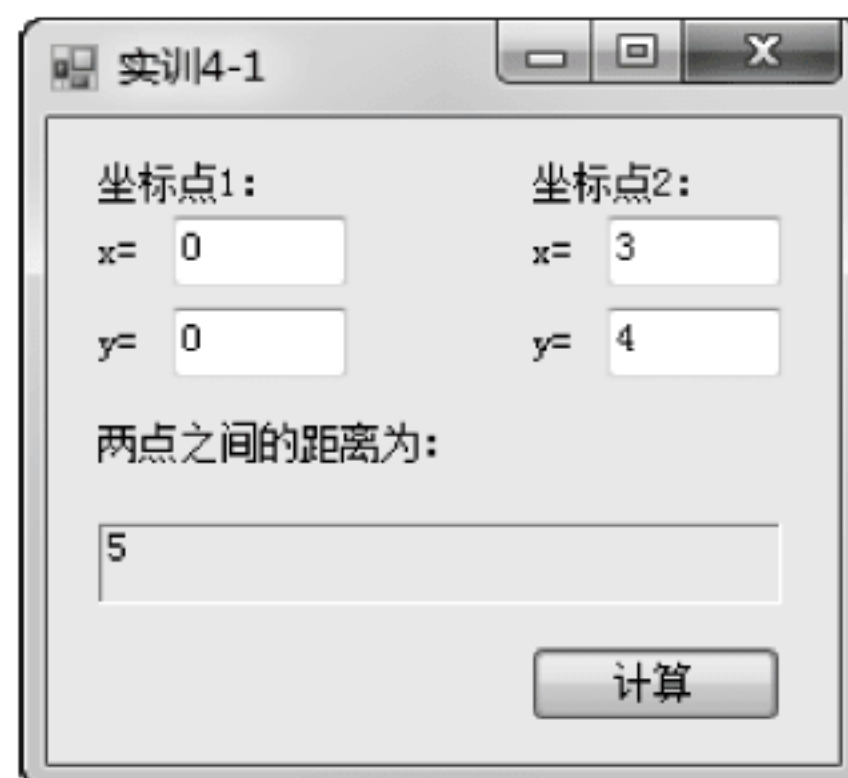 实训4-1
坐标点1: 坐标点2:
x= 0 x= 3
y= 0 y= 4
两点之间的距离为:
5
计算